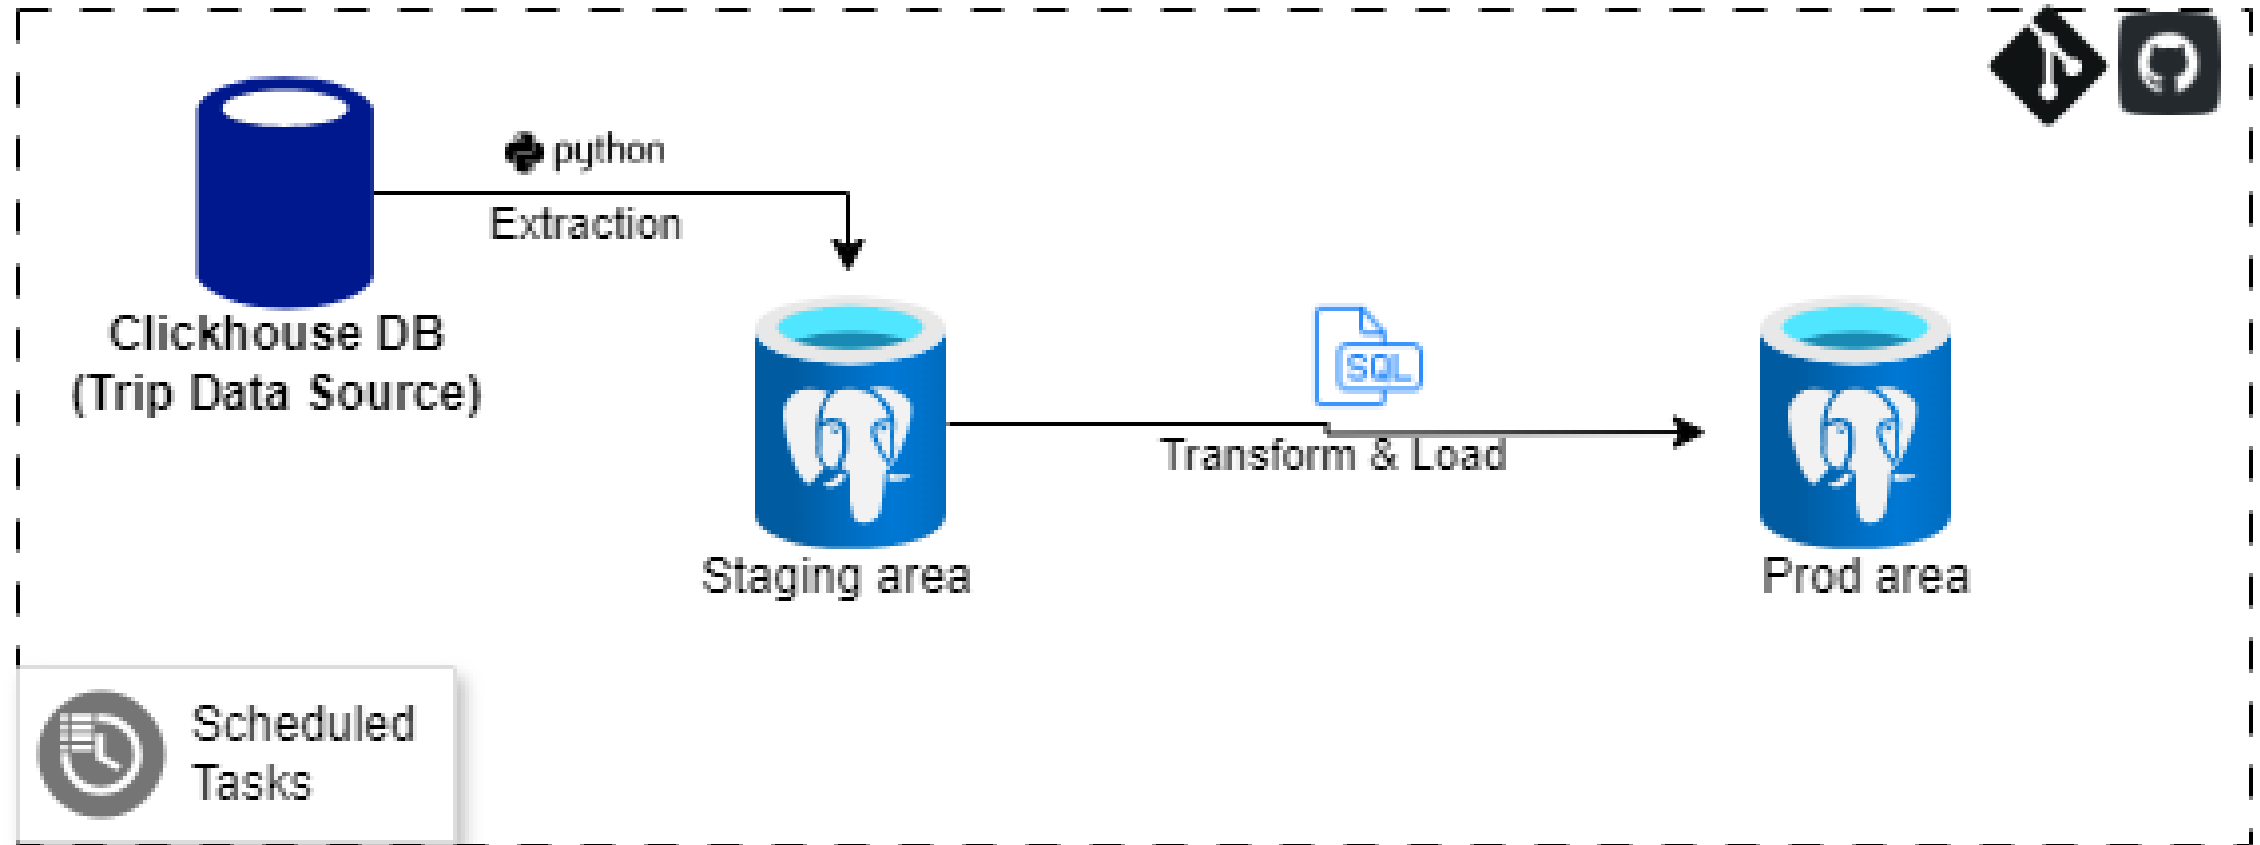 python
Extraction
Clickhouse DB
(Trip Data Source)
SQL
Transform & Load
Staging area
Prod area
Scheduled
Tasks